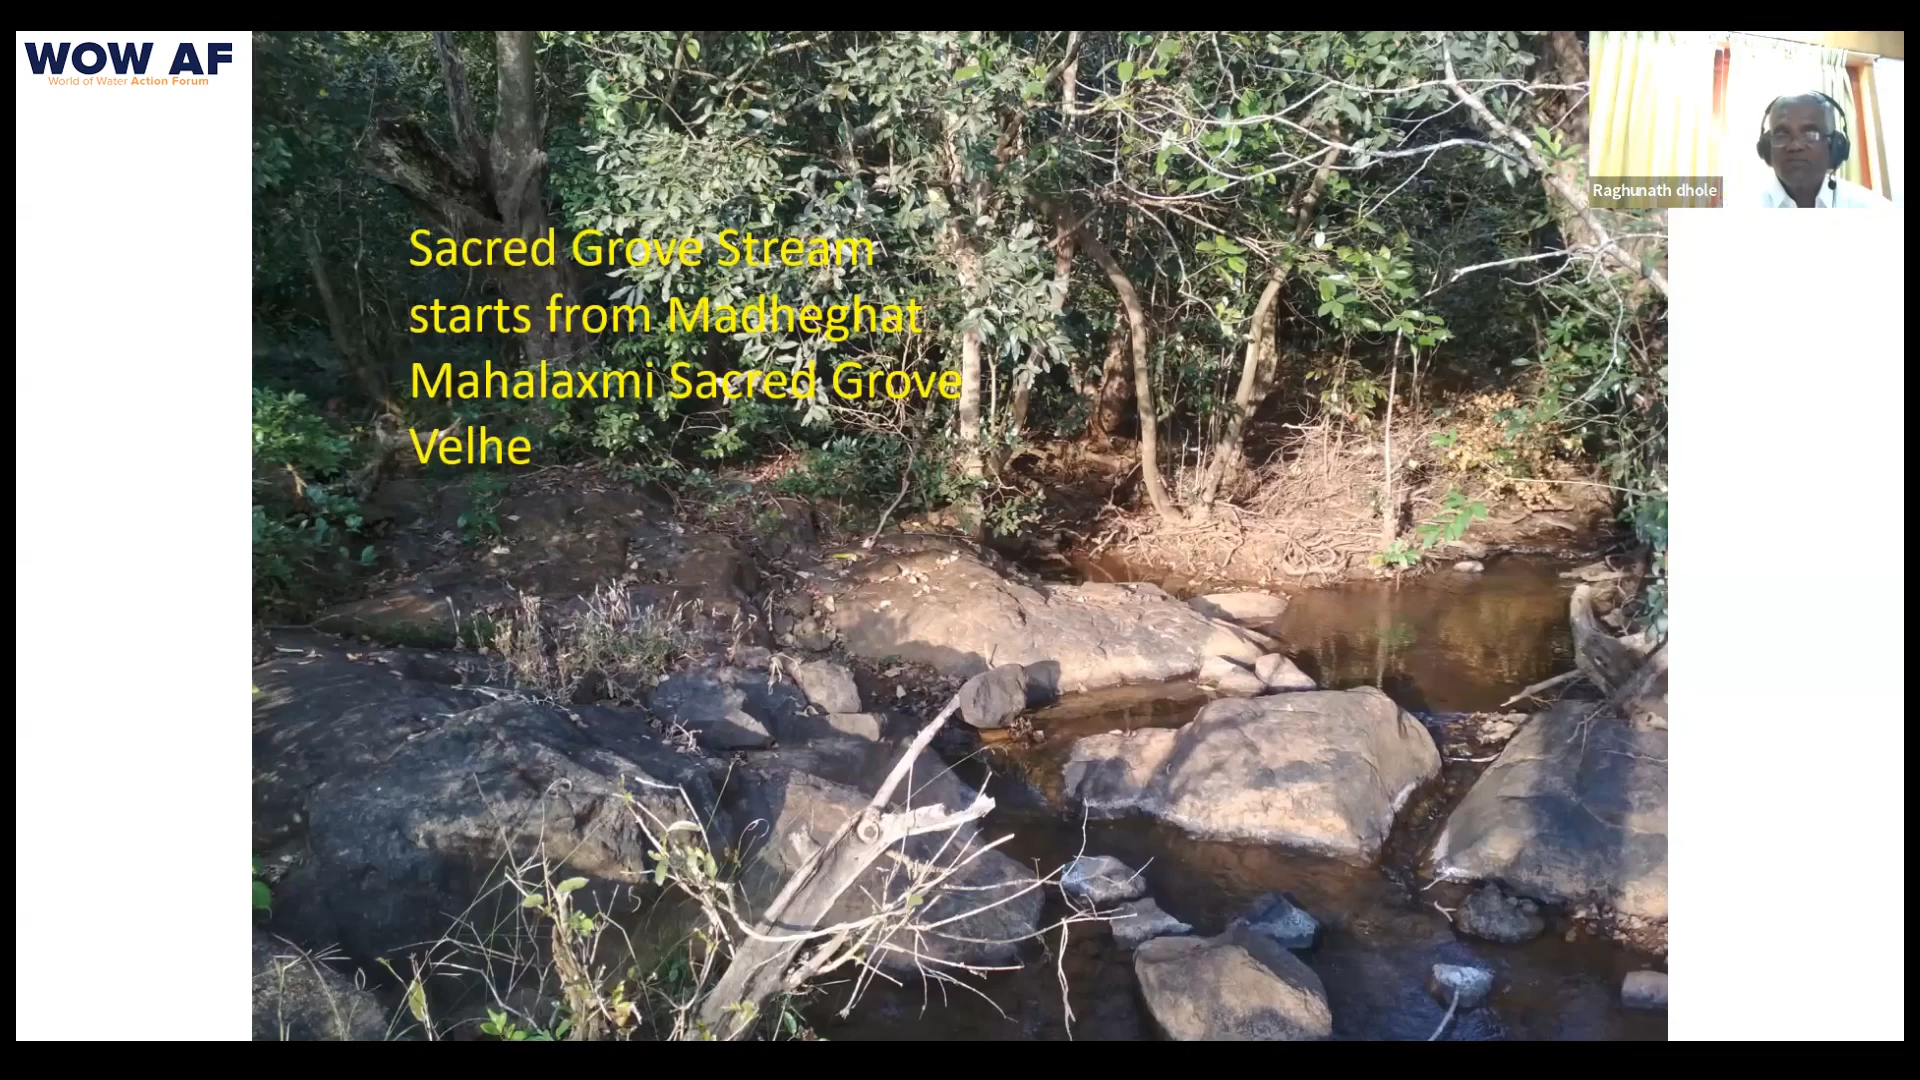 WOW AF
World of Water Action Forum
Raghunath dhole
Sacred Grove Stream
starts from Madheghat
Mahalaxmi Sacred Grove
Velhe